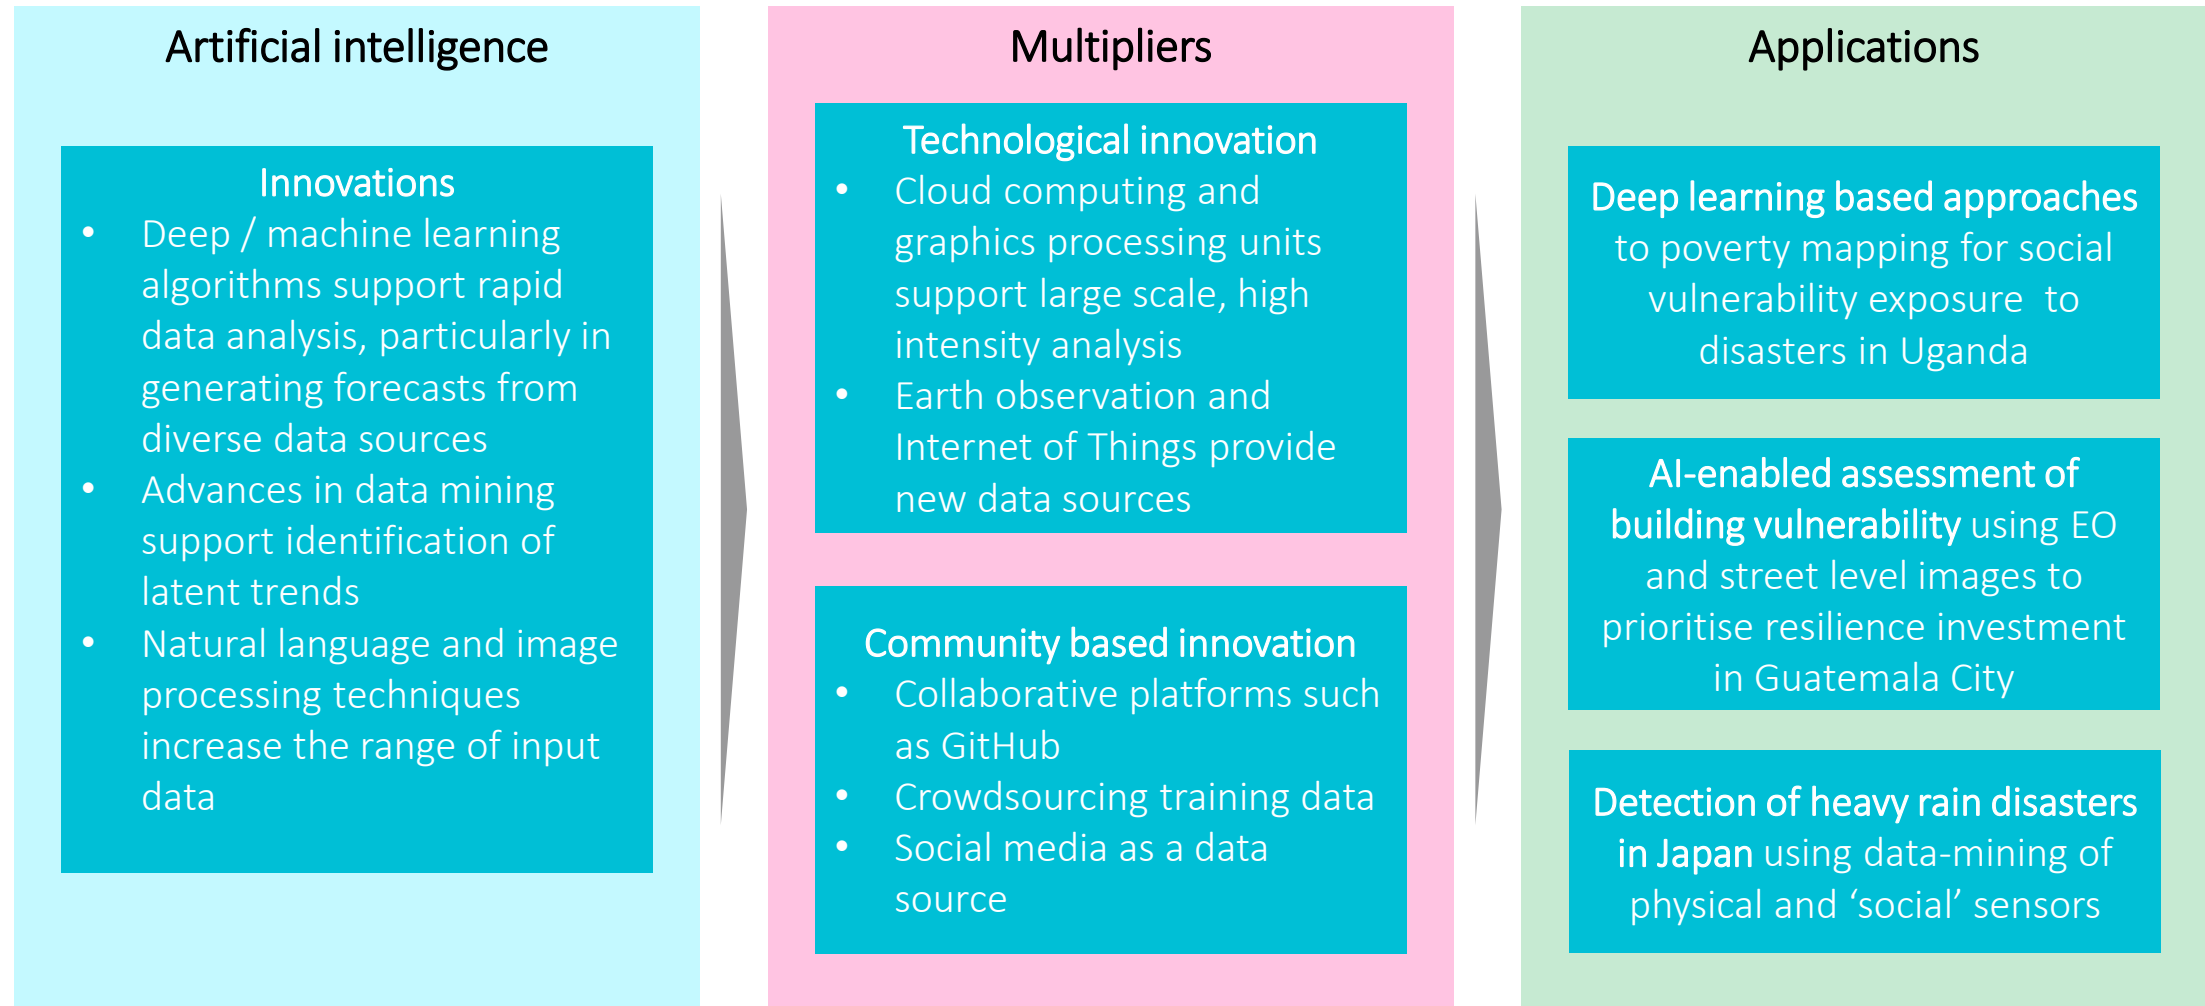 Artificial intelligence
Innovations
• Deep / machine learning
algorithms support rapid
data analysis, particularly in
generating forecasts from
diverse data sources
• Advances in data mining
support identification of
latent trends
• Natural language and image
processing techniques
increase the range of input
data
Multipliers
Technological innovation
• Cloud computing and
graphics processing units
support large scale, high
intensity analysis
• Earth observation and
Internet of Things provide
new data sources
Community based innovation
• Collaborative platforms such
as GitHub
• Crowdsourcing training data
• Social media as a data
source
Applications
Deep learning based approaches
to poverty mapping for social
vulnerability exposure to
disasters in Uganda
AI-enabled assessment of
building vulnerability using EO
and street level images to
prioritise resilience investment
in Guatemala City
Detection of heavy rain disasters
in Japan using data-mining of
physical and ‘social’ sensors